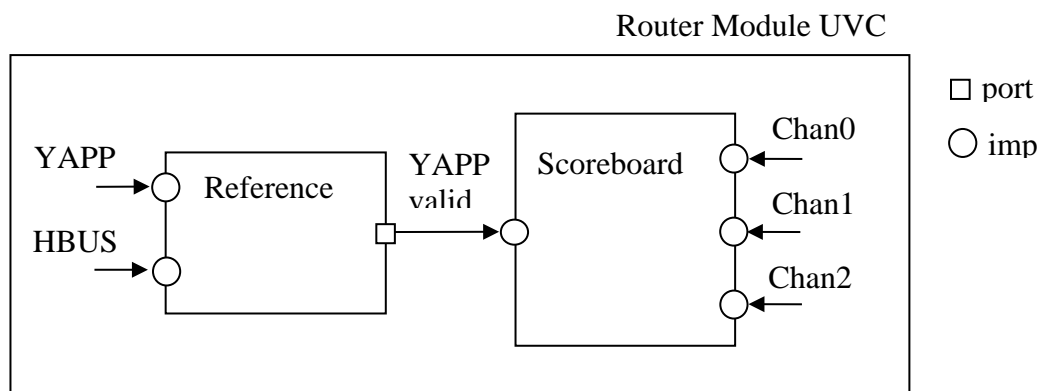 Router Module UVC
port
imp
YAPP
HBUS
Reference
YAPP
valid
Scoreboard
Chan0
Chan1
Chan2